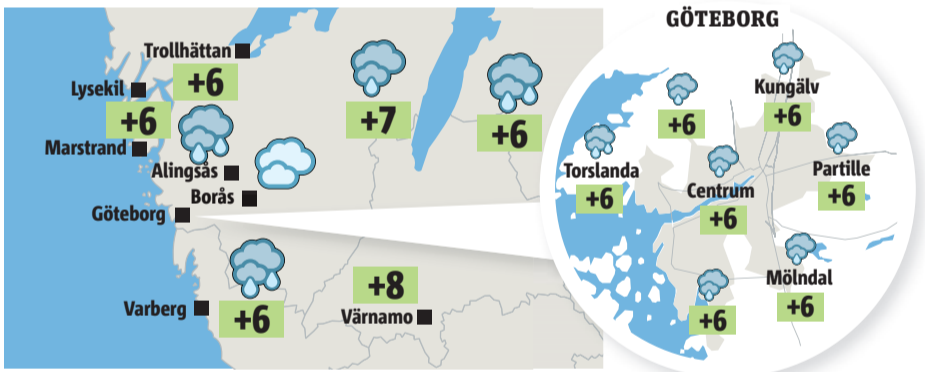 Trollhättan
+6
Lysekil
+6
Marstrand
Alingsås
Borås
Göteborg
Varberg
+6
+7
+6
+8
Värnamo
GÖTEBORG
Kungälv
+6
+6
Torslanda
+6
Centrum
+6
Partille
+6
Mölndal
+6
+6